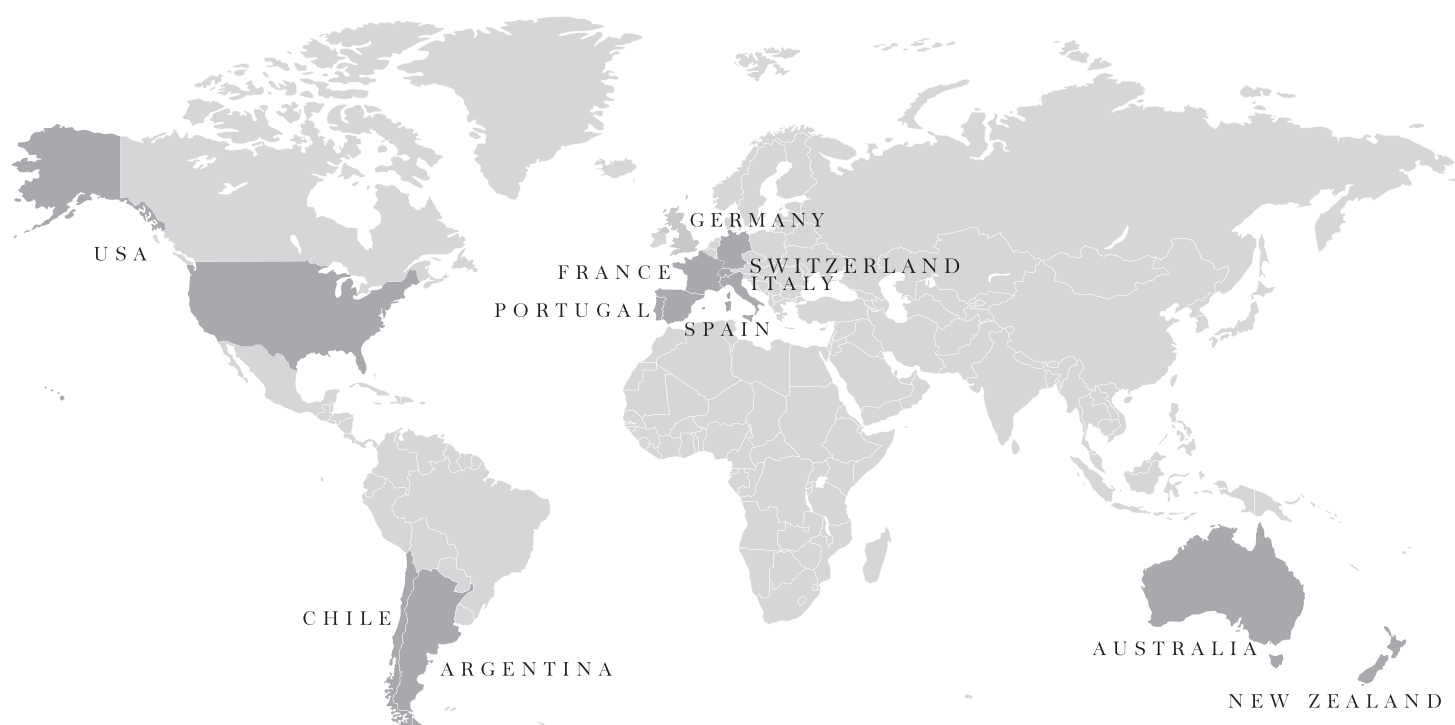 GERMANY
USA
FRANCE
SWITZERLAND
ITALY
PORTUGAL
SPAIN
CHILE
ARGENTINA
AUSTRALIA
NEW ZEALAND